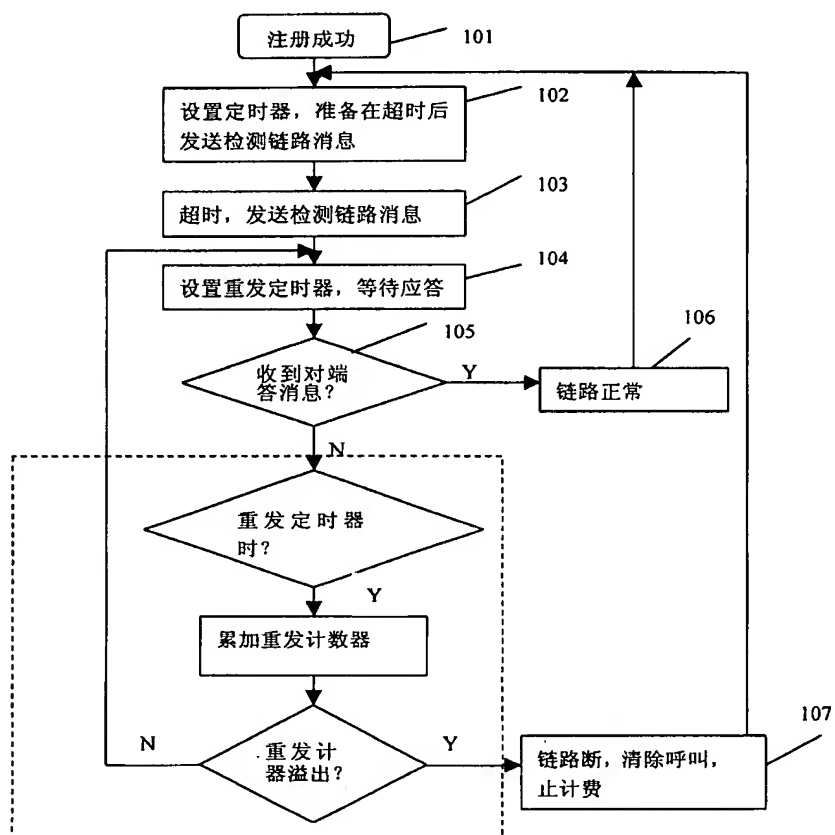 注册成功
101
设置定时器，准备在超时后
发送检测链路消息
102
超时，发送检测链路消息
103
设置重发定时器，等待应答
104
105
收到对端
答消息？
Y
链路正常
106
N
重发定时器
时？
Y
累加重发计数器
N
重发计
器溢出？
Y
链路断，清除呼叫，
止计费
107